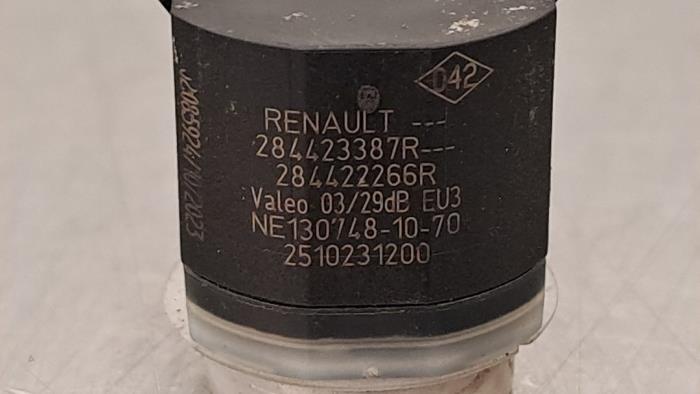 D42
RENAULT ---
284423387R---
284422266R
Valeo 03/29dB EU3
NE130748-10-70
2510231200